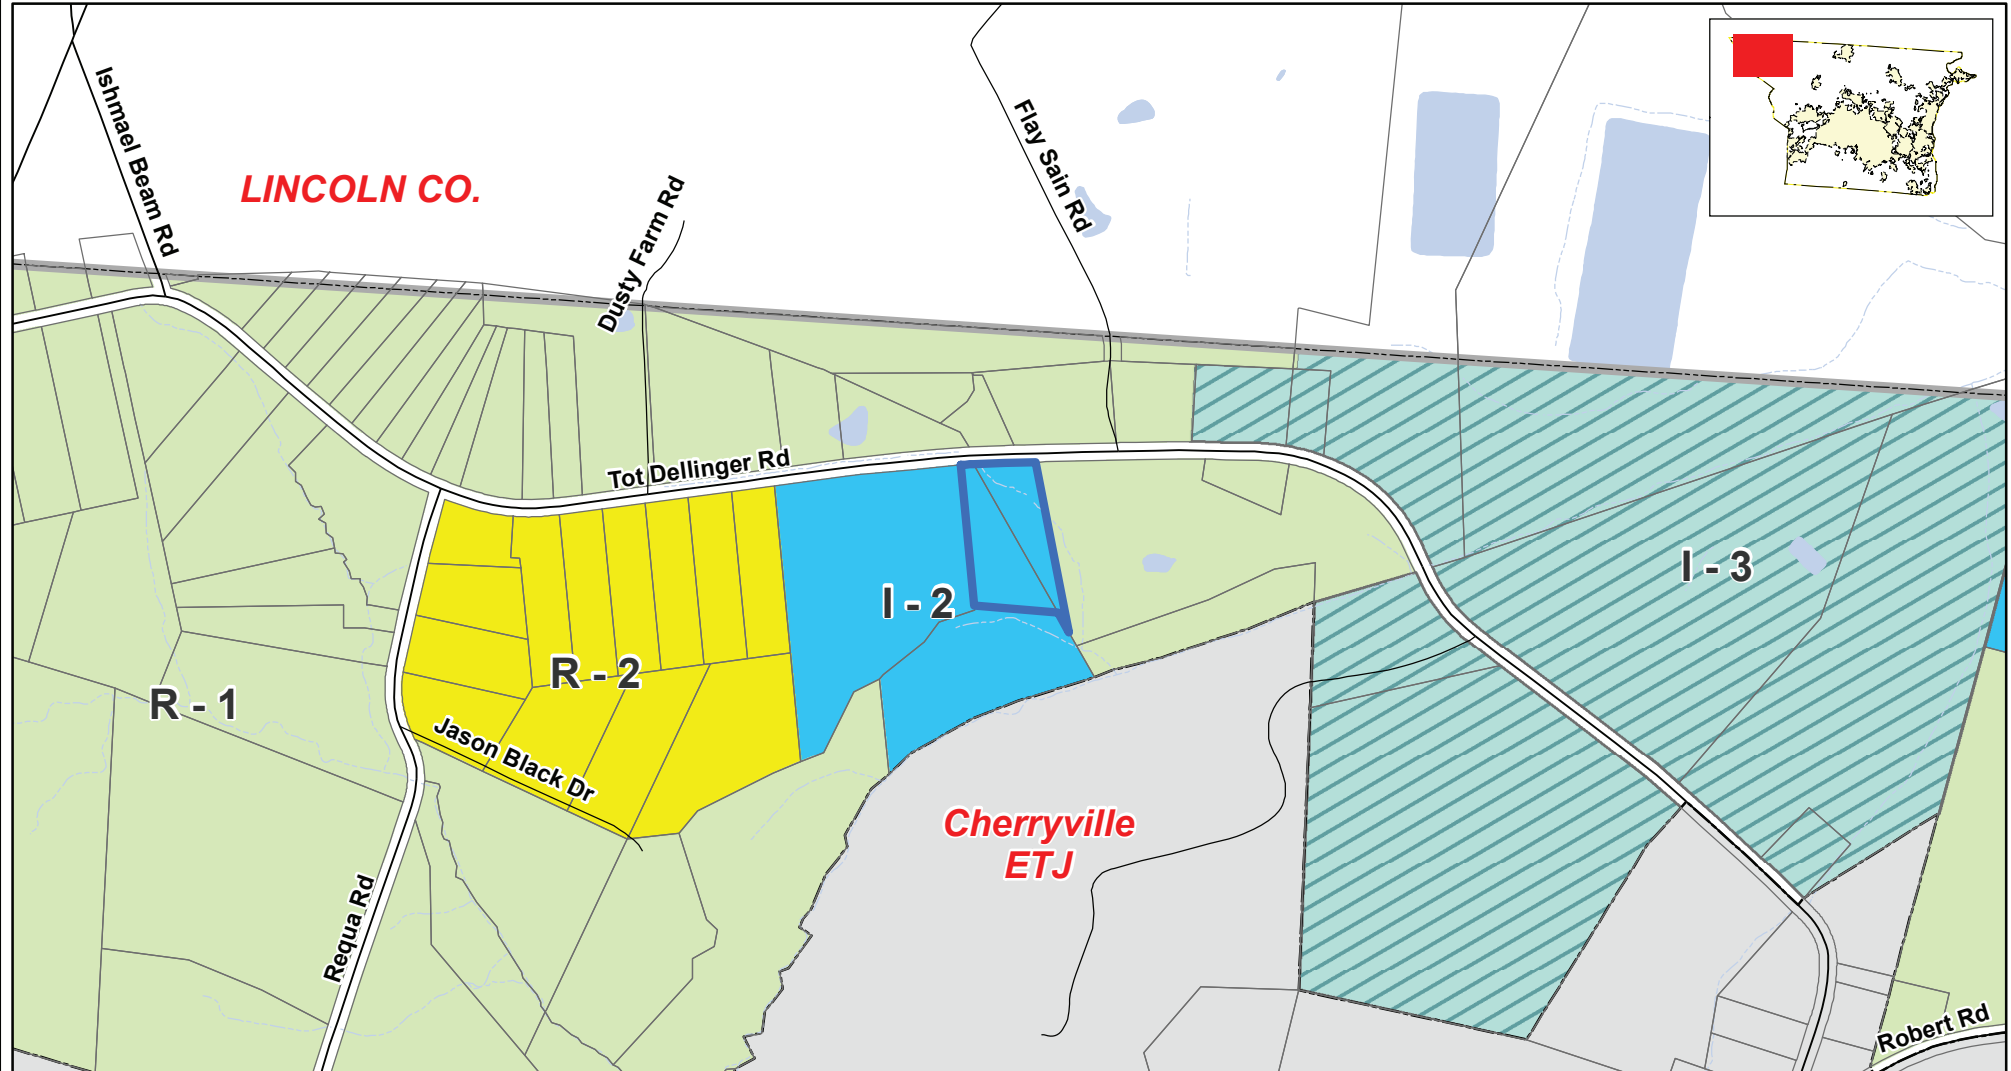 Ishmael Beam Rd
LINCOLN CO.
Dusty Farm Rd
Flay Sain Rd
Tot Dellinger Rd
I - 3
I - 2
R - 2
R - 1
Jason Black Dr
Cherryville
ETJ
Requa Rd
Robert Rd